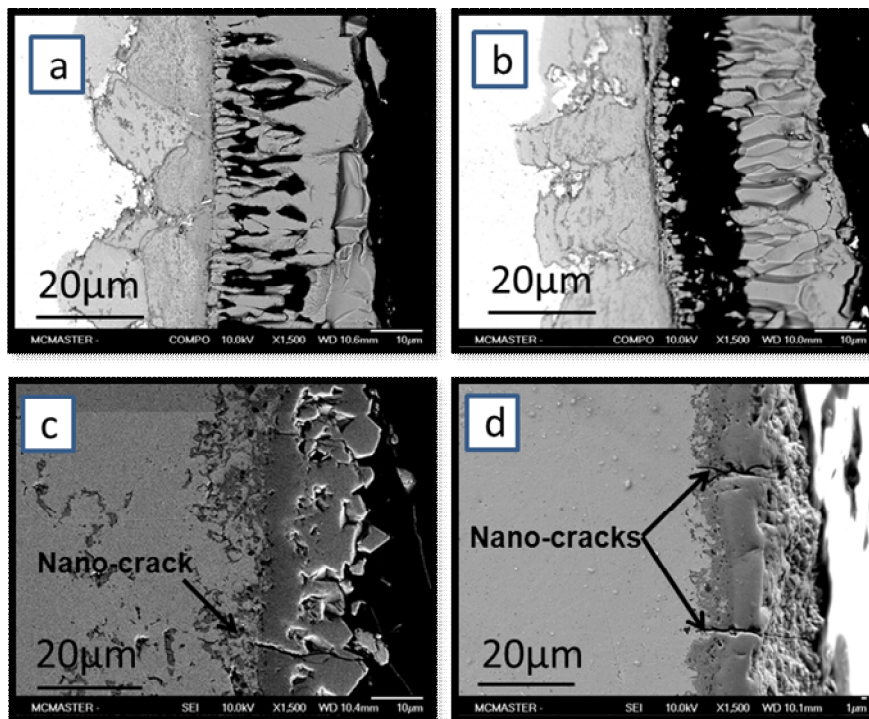 a
20μm
MCMASTER - COMPO 10.0kV X1,500 WD 10.6mm 10μm
b
20μm
MCMASTER - COMPO 10.0kV X1,500 WD 10.0mm 10μm
c
Nano-crack
20μm
MCMASTER - SEI 10.0kV X1,500 WD 10.4mm 10μm
d
Nano-cracks
20μm
MCMASTER - SEI 10.0kV X1,500 WD 10.1mm 1μm